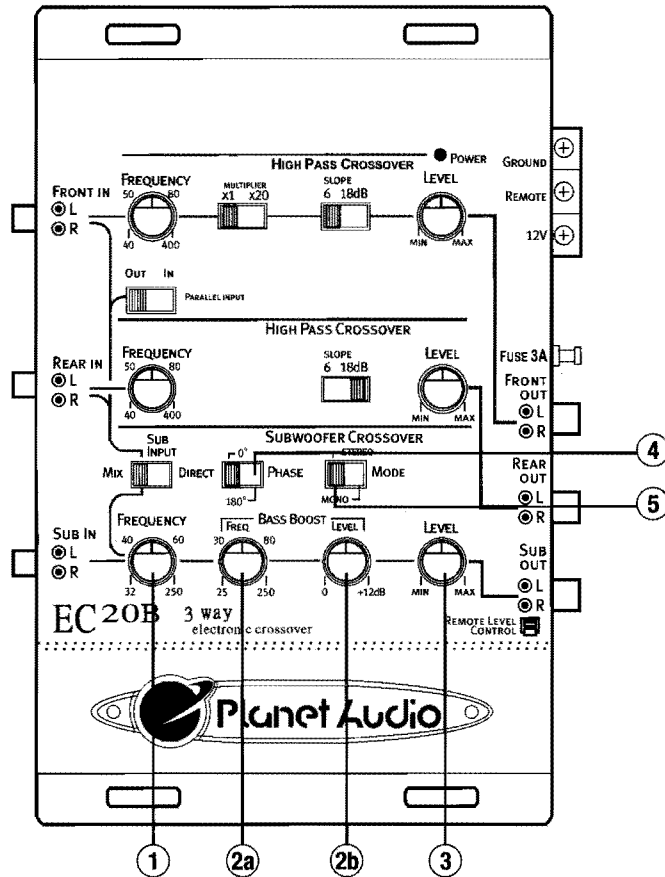 HIGH PASS CROSSOVER
POWER
GROUND
REMOTE
12V
FRONT IN
L
R
FREQUENCY
50 80
40 400
MULTIPLIER
X1 X20
SLOPE
6 18dB
LEVEL
MIN MAX
OUT IN
PARALLEL INPUT
HIGH PASS CROSSOVER
FUSE 3A
REAR IN
L
R
FREQUENCY
50 80
40 400
SLOPE
6 18dB
LEVEL
MIN MAX
FRONT OUT
L
R
SUBWOOFER CROSSOVER
SUB INPUT
MIX DIRECT
0°
PHASE
180°
STEREO
MODE
MONO
4
5
REAR OUT
L
R
SUB IN
L
R
FREQUENCY
40 60
32 250
BASS BOOST
FREQ
30 80
25 250
LEVEL
0 +12dB
LEVEL
MIN MAX
SUB OUT
L
R
REMOTE LEVEL CONTROL
EC20B 3 way
electronic crossover
Planet Audio
1 2a 2b 3